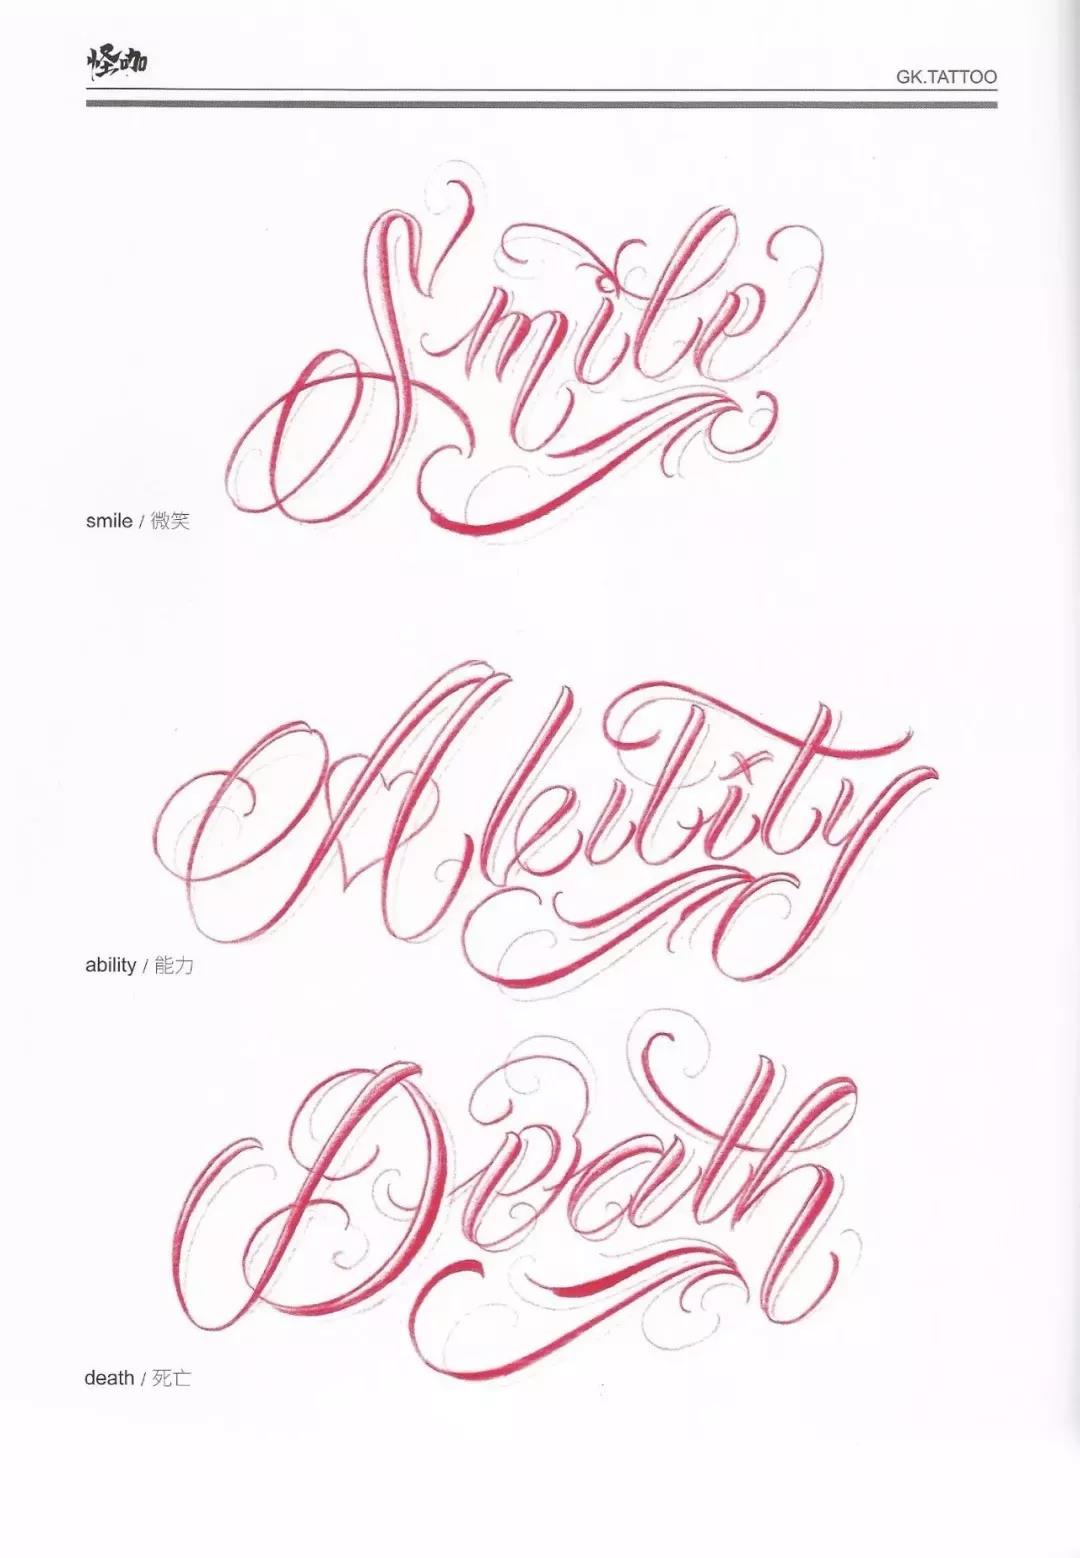 怪咖
GK.TATTOO
Smile
smile / 微笑
Ability
ability / 能力
Death
death / 死亡